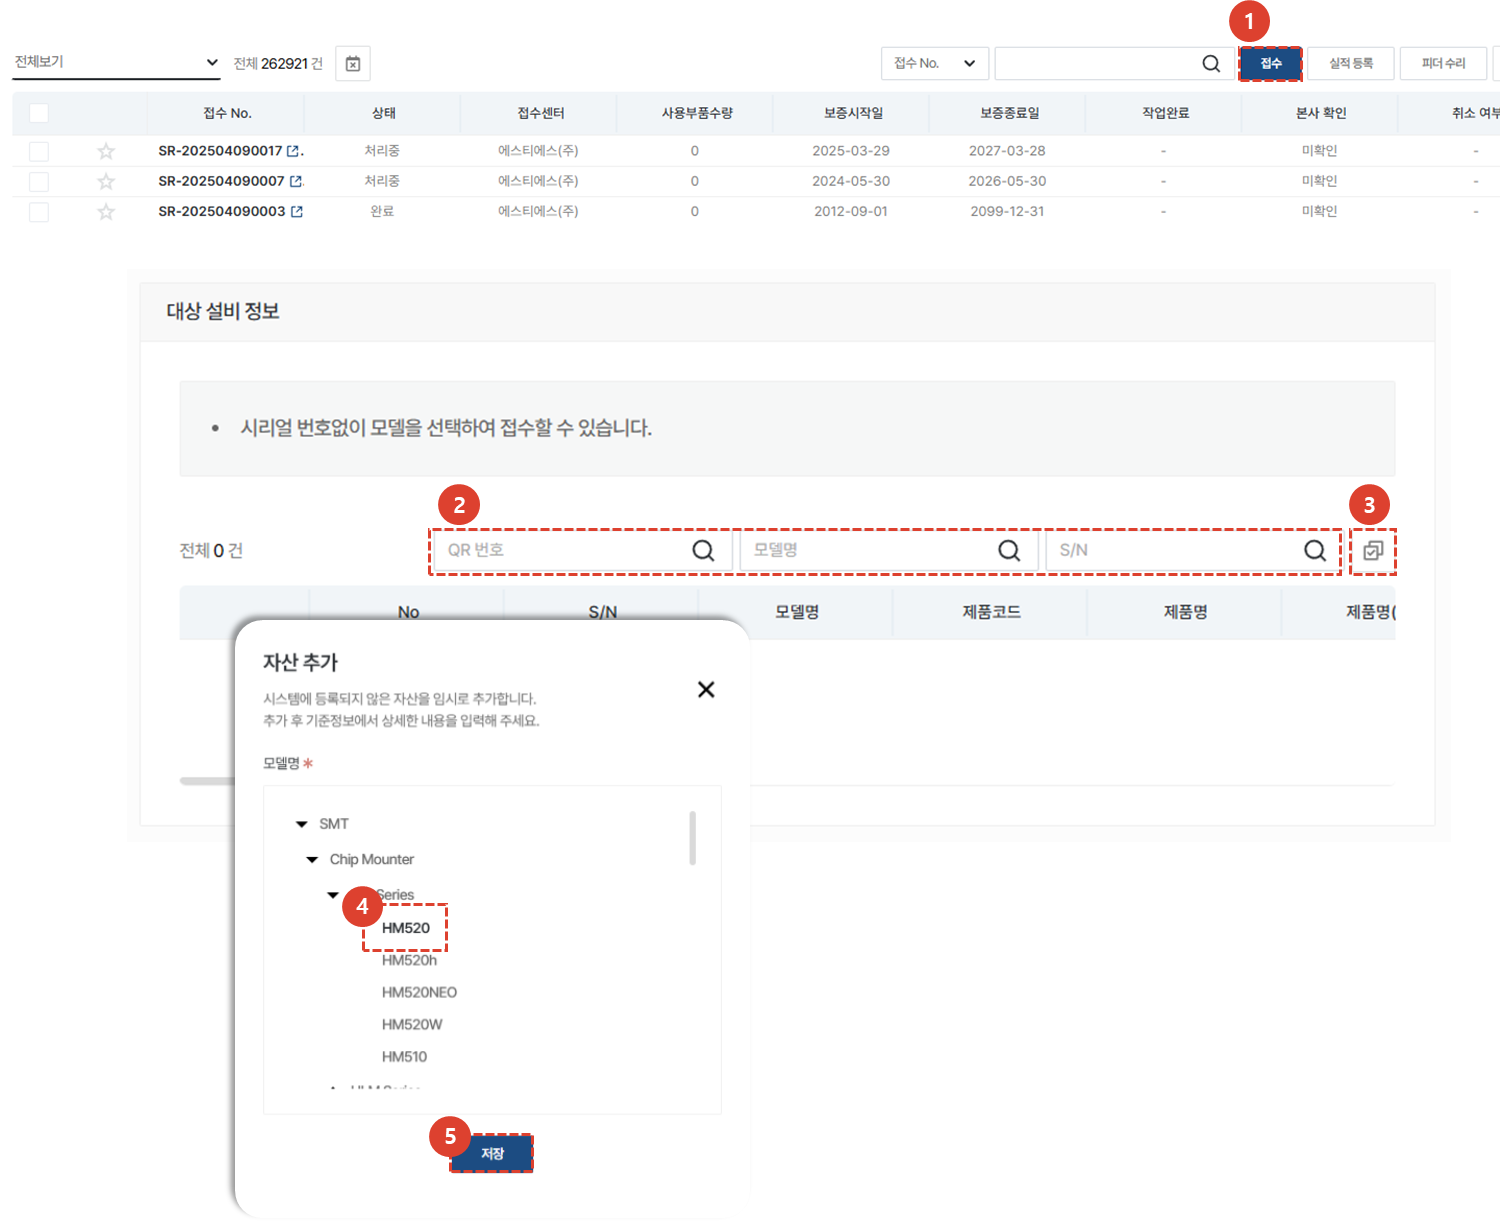 1
전체보기 전체 262921 건 접수 No. 접수 실적 등록 피더 수리
접수 No. 상태 접수센터 사용부품수량 보증시작일 보증종료일 작업완료 본사 확인 취소 여부
SR-202504090017 처리중 에스티에스(주) 0 2025-03-29 2027-03-28 - 미확인 -
SR-202504090007 처리중 에스티에스(주) 0 2024-05-30 2026-05-30 - 미확인 -
SR-202504090003 완료 에스티에스(주) 0 2012-09-01 2099-12-31 - 미확인 -
대상 설비 정보
• 시리얼 번호없이 모델을 선택하여 접수할 수 있습니다.
2 3
전체 0 건 QR 번호 모델명 S/N
No S/N 모델명 제품코드 제품명 제품명(
자산 추가
시스템에 등록되지 않은 자산을 임시로 추가합니다.
추가 후 기준정보에서 상세한 내용을 입력해 주세요.
모델명 *
SMT
Chip Mounter
Series
4
HM520
HM520h
HM520NEO
HM520W
HM510
5
저장